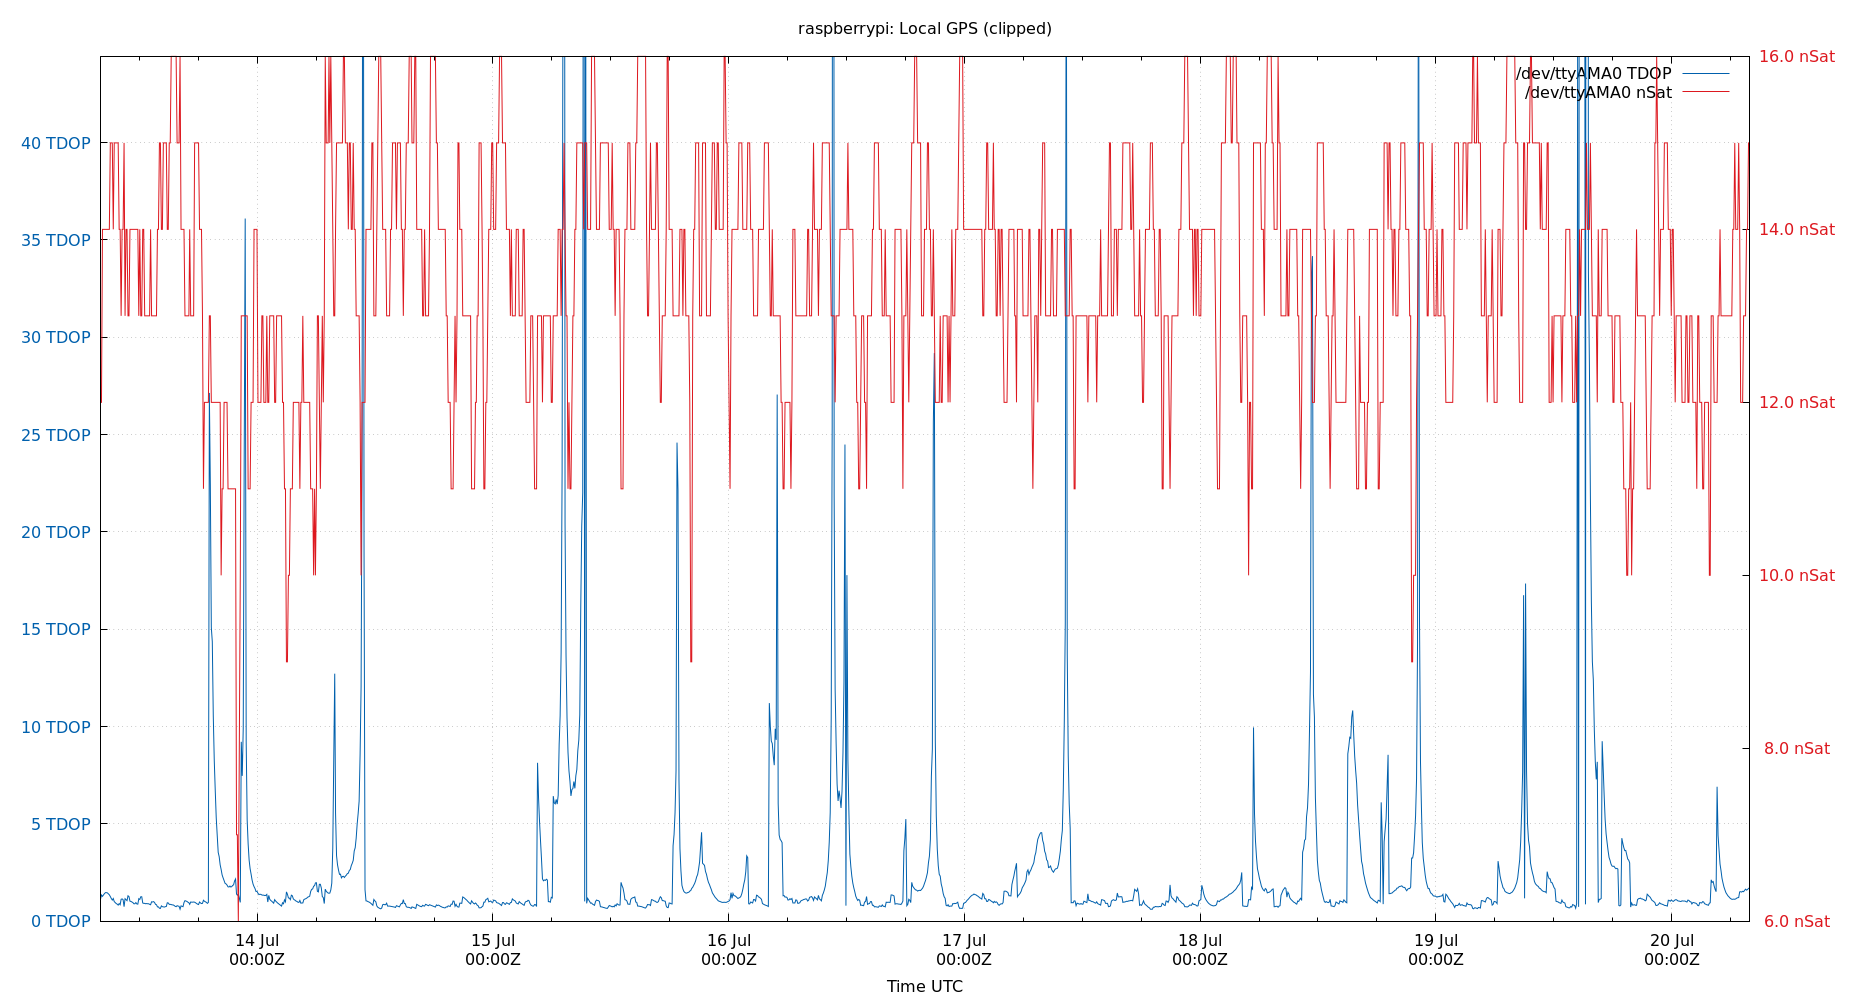 raspberrypi: Local GPS (clipped)
16.0 nSat
/dev/ttyAMA0 TDOP
/dev/ttyAMA0 nSat
40 TDOP
35 TDOP
14.0 nSat
30 TDOP
12.0 nSat
25 TDOP
20 TDOP
10.0 nSat
15 TDOP
10 TDOP
8.0 nSat
5 TDOP
0 TDOP
6.0 nSat
14 Jul 15 Jul 16 Jul 17 Jul 18 Jul 19 Jul 20 Jul
00:00Z 00:00Z 00:00Z 00:00Z 00:00Z 00:00Z 00:00Z
Time UTC